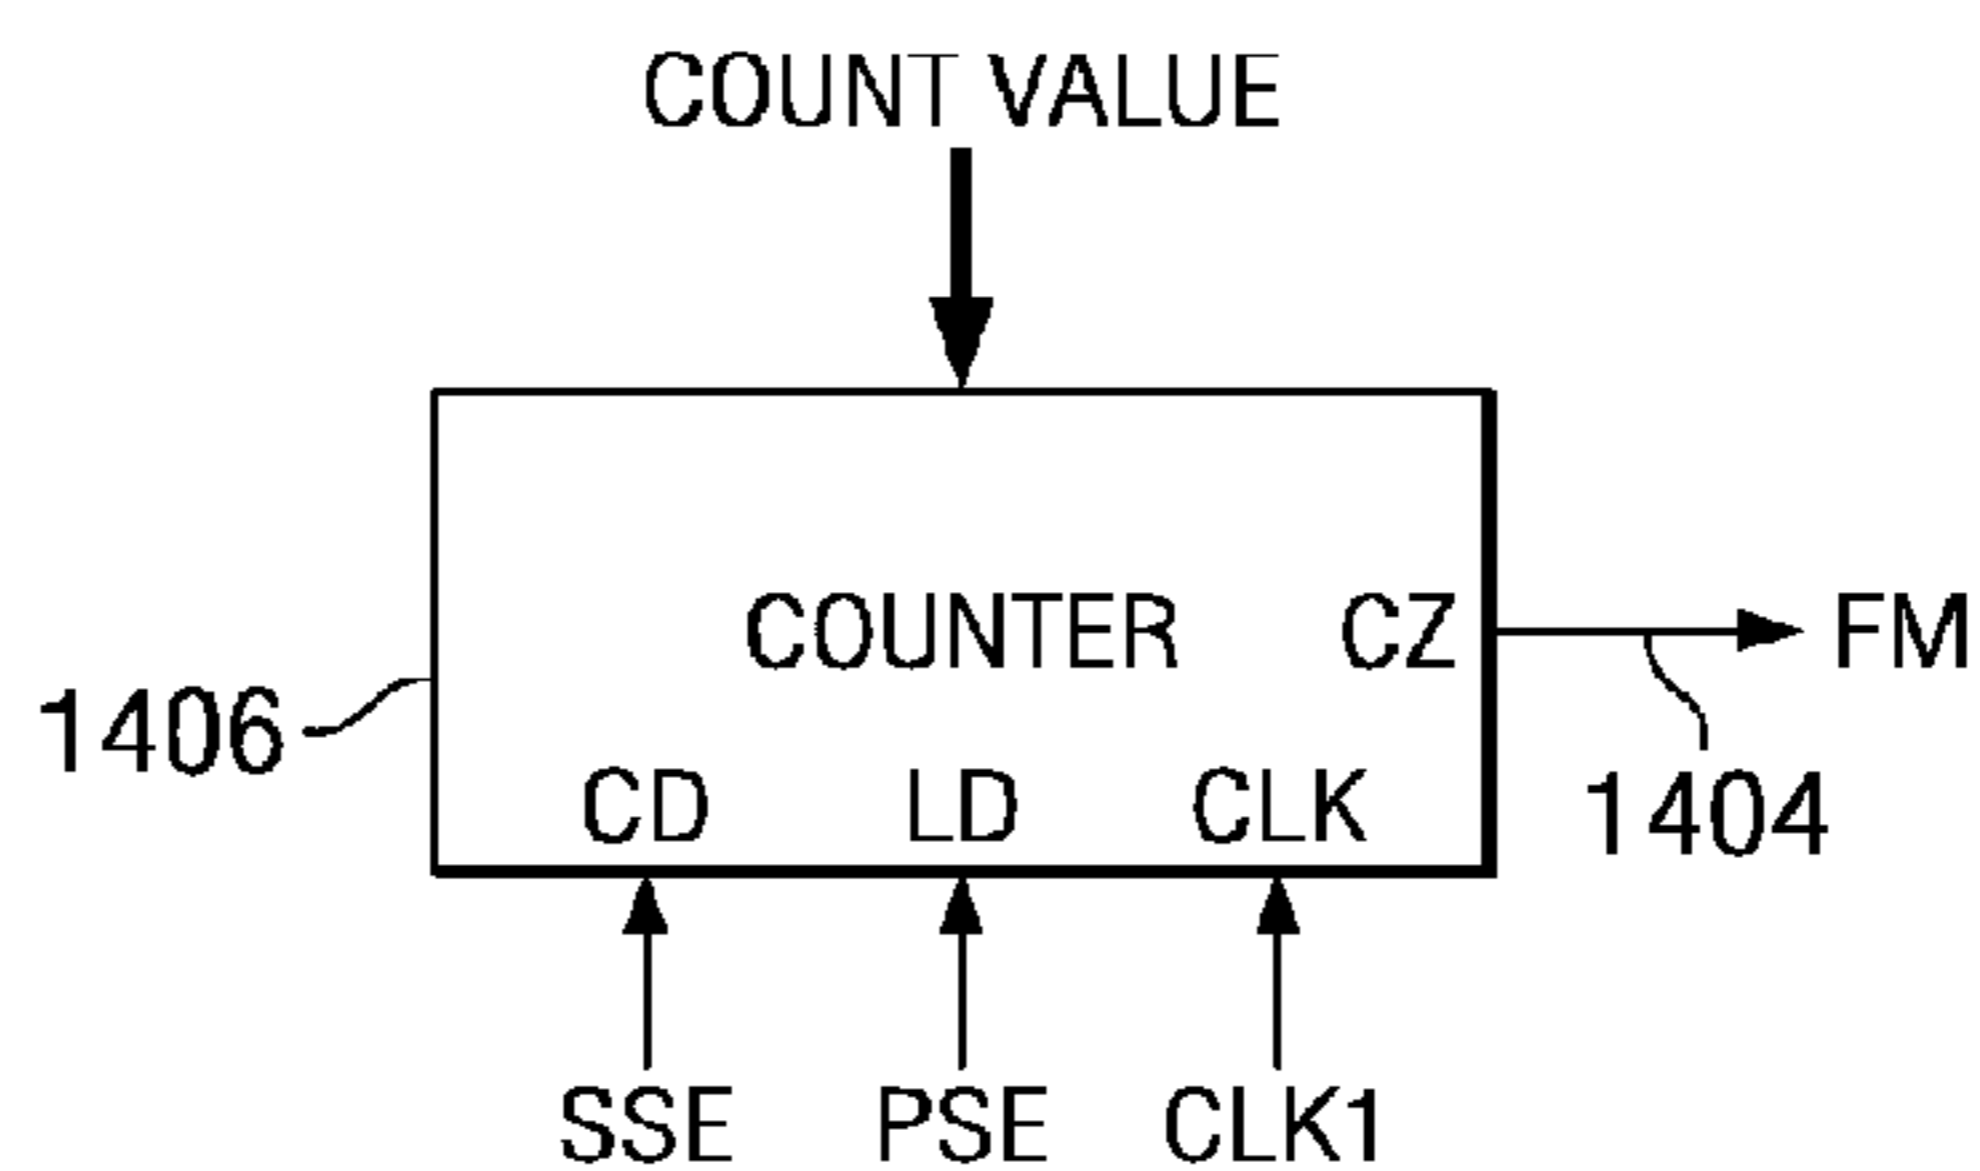 COUNT VALUE
COUNTER CZ FM
1406
CD LD CLK 1404
SSE PSE CLK1